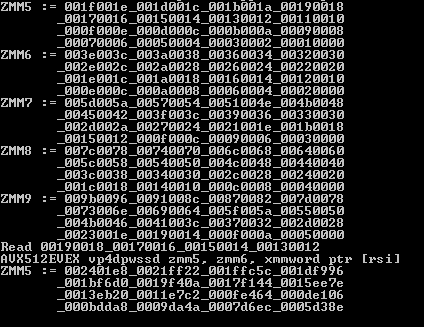 ZMM5 := 001f001e_001d001c_001b001a_00190018
_00170016_00150014_00130012_00110010
_000f000e_000d000c_000b000a_00090008
_00070006_00050004_00030002_00010000
ZMM6 := 003e003c_003a0038_00360034_00320030
_002e002c_002a0028_00260024_00220020
_001e001c_001a0018_00160014_00120010
_000e000c_000a0008_00060004_00020000
ZMM7 := 005d005a_00570054_0051004e_004b0048
_00450042_003f003c_00390036_00330030
_002d002a_00270024_0021001e_001b0018
_00150012_000f000c_00090006_00030000
ZMM8 := 007c0078_00740070_006c0068_00640060
_005c0058_00540050_004c0048_00440040
_003c0038_00340030_002c0028_00240020
_001c0018_00140010_000c0008_00040000
ZMM9 := 009b0096_0091008c_00870082_007d0078
_0073006e_00690064_005f005a_00550050
_004b0046_0041003c_00370032_002d0028
_0023001e_00190014_000f000a_00050000
Read 00190018_00170016_00150014_00130012
AVX512EVEX vp4dpwssd zmm5, zmm6, xmmword ptr [rsi]
ZMM5 := 002401e8_0021ff22_001ffc5c_001df996
_001bf6d0_0019f40a_0017f144_0015ee7e
_0013eb20_0011e7c2_000fe464_000de106
_000bdda8_0009da4a_0007d6ec_0005d38e